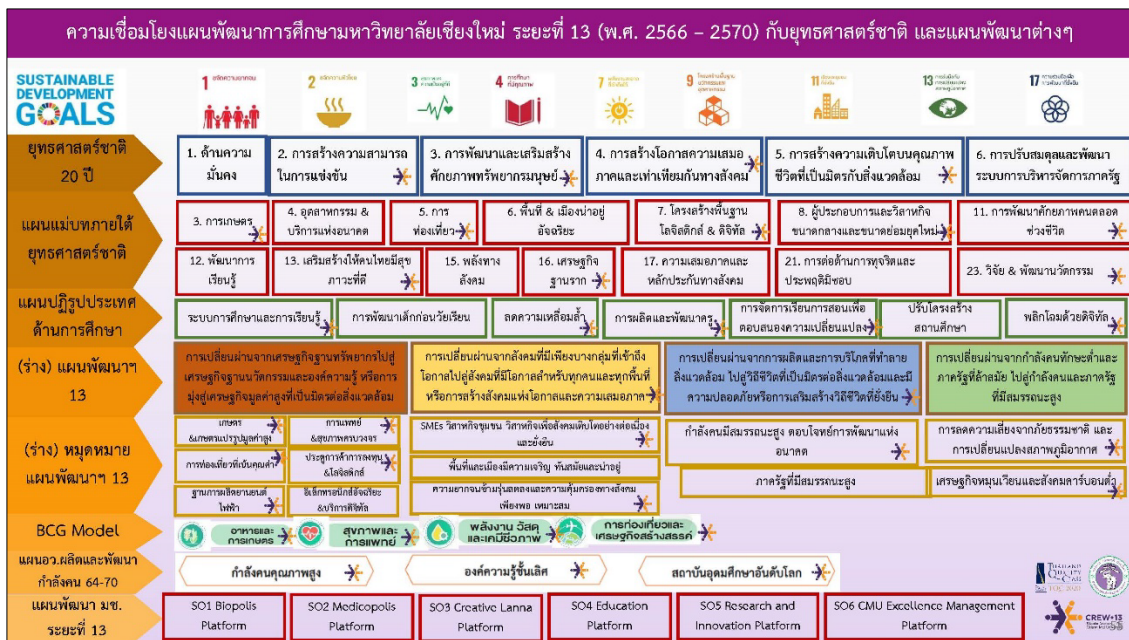 ความเชื่อมโยงแผนพัฒนาการศึกษามหาวิทยาลัยเชียงใหม่ ระยะที่ 13 (พ.ศ. 2566 – 2570) กับยุทธศาสตร์ชาติ และแผนพัฒนาต่างๆ
SUSTAINABLE
DEVELOPMENT
GOALS
1
2
3
4
7
9
11
13
17
ยุทธศาสตร์ชาติ
20 ปี
1. ด้านความ
มั่นคง
2. การสร้างความสามารถ
ในการแข่งขัน
3. การพัฒนาและเสริมสร้าง
ศักยภาพทรัพยากรมนุษย์
4. การสร้างโอกาสความเสมอ
ภาคและเท่าเทียมกันทางสังคม
5. การสร้างความเติบโตบนคุณภาพ
ชีวิตที่เป็นมิตรกับสิ่งแวดล้อม
6. การปรับสมดุลและพัฒนา
ระบบการบริหารจัดการภาครัฐ
แผนแม่บทภายใต้
ยุทธศาสตร์ชาติ
3. การเกษตร
4. อุตสาหกรรม &
บริการแห่งอนาคต
5. การ
ท่องเที่ยว
6. พื้นที่ & เมืองน่าอยู่
อัจฉริยะ
7. โครงสร้างพื้นฐาน
โลจิสติกส์ & ดิจิทัล
8. ผู้ประกอบการและวิสาหกิจ
ขนาดกลางและขนาดย่อมยุคใหม่
11. การพัฒนาศักยภาพคนตลอด
ช่วงชีวิต
12. พัฒนาการ
เรียนรู้
13. เสริมสร้างให้คนไทยมีสุข
ภาวะที่ดี
15. พลังทาง
สังคม
16. เศรษฐกิจ
ฐานราก
17. ความเสมอภาคและ
หลักประกันทางสังคม
21. การต่อต้านการทุจริตและ
ประพฤติมิชอบ
23. วิจัย & พัฒนานวัตกรรม
แผนปฏิรูปประเทศ
ด้านการศึกษา
ระบบการศึกษาและการเรียนรู้
การพัฒนาเด็กก่อนวัยเรียน
ลดความเหลื่อมล้ำ
การผลิตและพัฒนาครู
การจัดการเรียนการสอนเพื่อ
ตอบสนองความเปลี่ยนแปลง
ปรับโครงสร้าง
สถานศึกษา
พลิกโฉมด้วยดิจิทัล
(ร่าง) แผนพัฒนาฯ
13
การเปลี่ยนผ่านจากเศรษฐกิจฐานทรัพยากรไปสู่
เศรษฐกิจฐานนวัตกรรมและองค์ความรู้ หรือการ
มุ่งสู่เศรษฐกิจมูลค่าสูงที่เป็นมิตรต่อสิ่งแวดล้อม
การเปลี่ยนผ่านจากสังคมที่มีเพียงบางกลุ่มที่เข้าถึง
โอกาสไปสู่สังคมที่มีโอกาสสำหรับทุกคนและทุกพื้นที่
หรือการสร้างสังคมแห่งโอกาสและความเสมอภาค
การเปลี่ยนผ่านจากการผลิตและการบริโภคที่ทำลาย
สิ่งแวดล้อม ไปสู่วิถีชีวิตที่เป็นมิตรต่อสิ่งแวดล้อมและมี
ความปลอดภัยหรือการเสริมสร้างวิถีชีวิตที่ยั่งยืน
การเปลี่ยนผ่านจากกำลังคนทักษะต่ำและ
ภาครัฐที่ล้าสมัย ไปสู่กำลังคนและภาครัฐ
ที่มีสมรรถนะสูง
(ร่าง) หมุดหมาย
แผนพัฒนาฯ 13
เกษตร
&เกษตรแปรรูปมูลค่าสูง
การแพทย์
&สุขภาพครบวงจร
SMEs วิสาหกิจชุมชน วิสาหกิจเพื่อสังคมเติบโตอย่างต่อเนื่อง
และยั่งยืน
กำลังคนมีสมรรถนะสูง ตอบโจทย์การพัฒนาแห่ง
อนาคต
การลดความเสี่ยงจากภัยธรรมชาติ และ
การเปลี่ยนแปลงสภาพภูมิอากาศ
การท่องเที่ยวที่เน้นคุณค่า
ประตูการค้าการลงทุน
&โลจิสติกส์
พื้นที่และเมืองมีความเจริญ ทันสมัยและน่าอยู่
ภาครัฐที่มีสมรรถนะสูง
เศรษฐกิจหมุนเวียนและสังคมคาร์บอนต่ำ
ฐานการผลิตยานยนต์
ไฟฟ้า
อิเล็กทรอนิกส์อัจฉริยะ
&บริการดิจิทัล
ความยากจนข้ามรุ่นลดลงและความคุ้มครองทางสังคม
เพียงพอ เหมาะสม
BCG Model
อาหารและ
การเกษตร
สุขภาพและ
การแพทย์
พลังงาน วัสดุ
และเคมีชีวภาพ
การท่องเที่ยวและ
เศรษฐกิจสร้างสรรค์
แผนอว.ผลิตและพัฒนา
กำลังคน 64-70
กำลังคนคุณภาพสูง
องค์ความรู้ชั้นเลิศ
สถาบันอุดมศึกษาอันดับโลก
แผนพัฒนา มช.
ระยะที่ 13
SO1 Biopolis
Platform
SO2 Medicopolis
Platform
SO3 Creative Lanna
Platform
SO4 Education
Platform
SO5 Research and
Innovation Platform
SO6 CMU Excellence Management
Platform
CREW+13